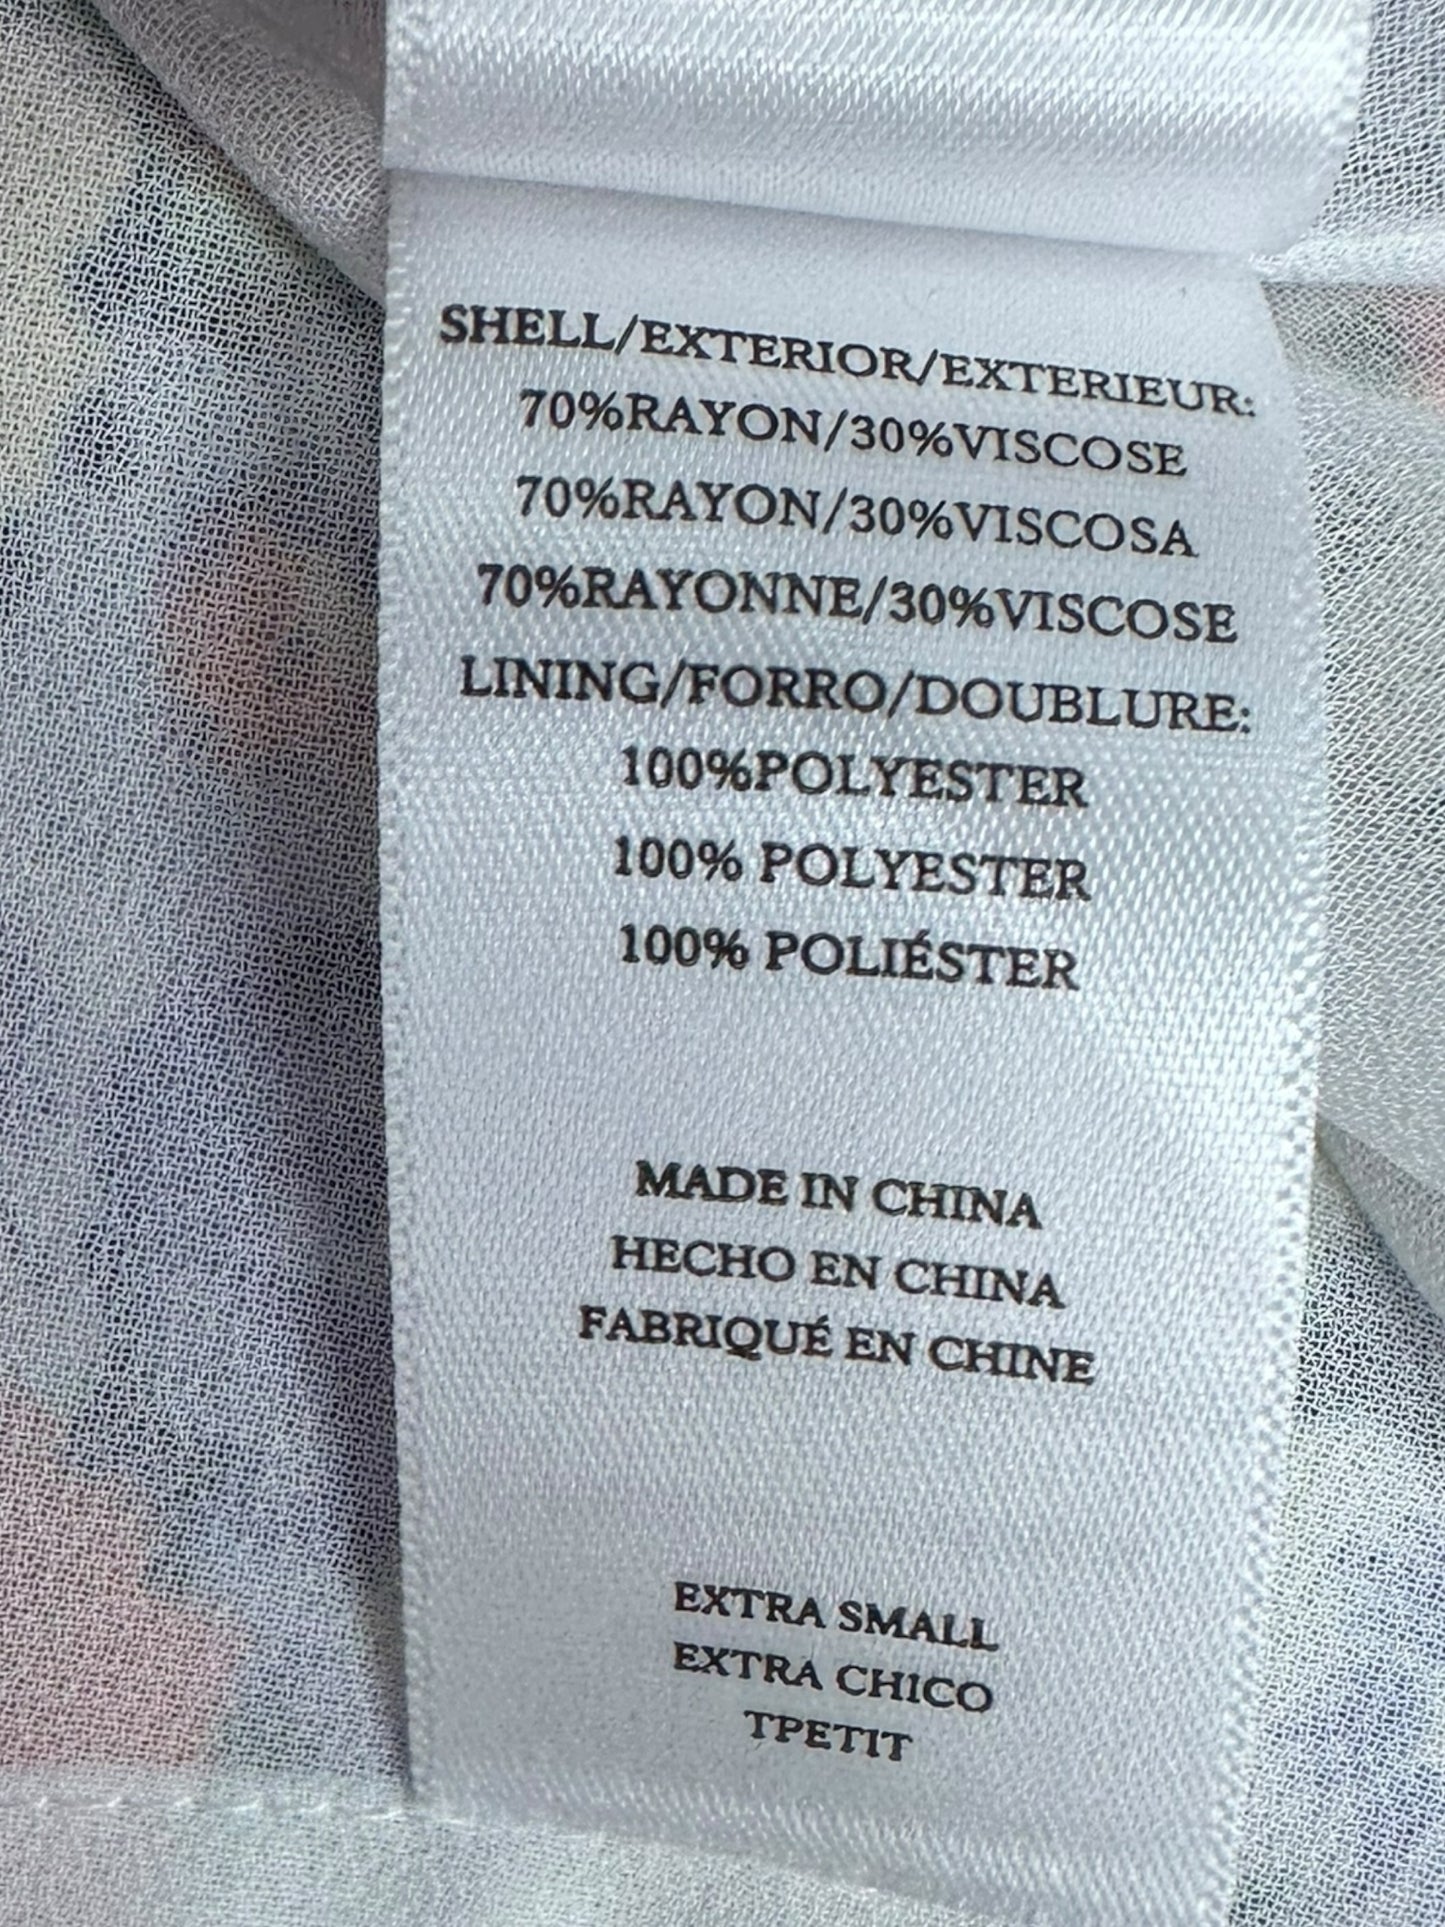 SHELL/EXTERIOR/EXTERIEUR:
70%RAYON/30%VISCOSE
70%RAYON/30%VISCOSA
70%RAYONNE/30%VISCOSE
LINING/FORRO/DOUBLURE:
100%POLYESTER
100% POLYESTER
100% POLIÉSTER
MADE IN CHINA
HECHO EN CHINA
FABRIQUÉ EN CHINE
EXTRA SMALL
EXTRA CHICO
TPETIT